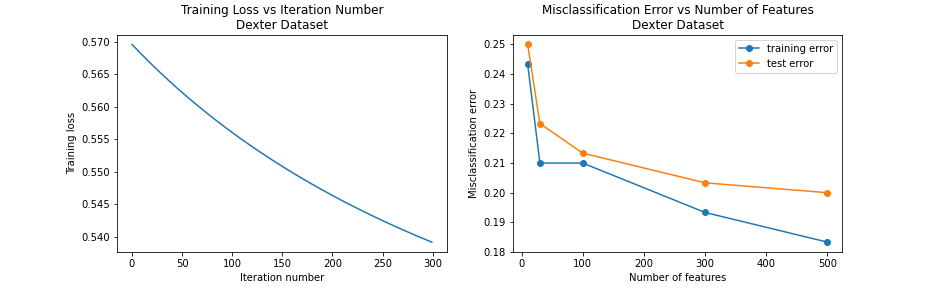 Training Loss vs Iteration Number
Dexter Dataset
0.570
0.565
0.560
0.555
0.550
0.545
0.540
Training loss
0
50
100
150
200
250
300
Iteration number
Misclassification Error vs Number of Features
Dexter Dataset
training error
test error
0.25
0.24
0.23
0.22
0.21
0.20
0.19
0.18
Misclassification error
0
100
200
300
400
500
Number of features